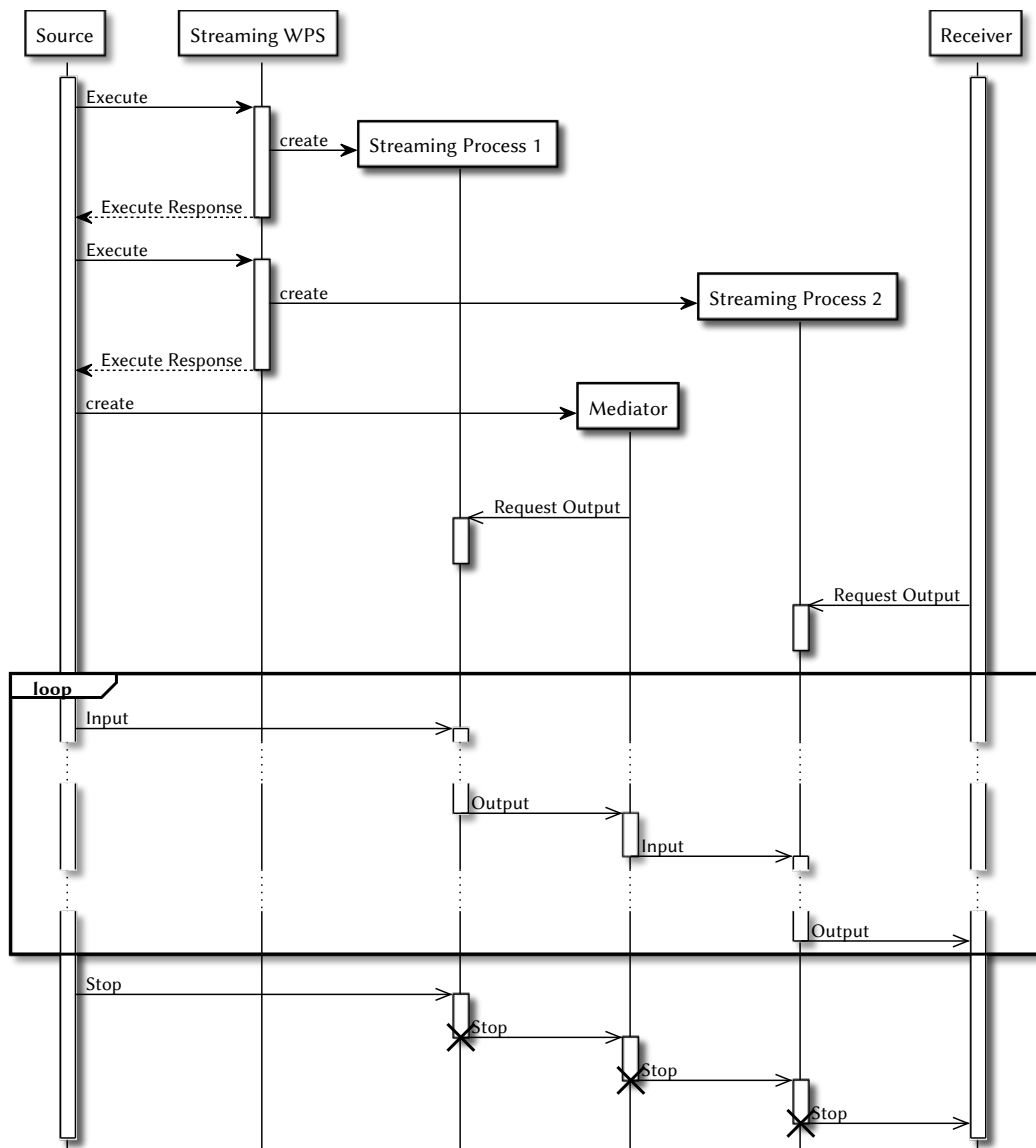 Source
Streaming WPS
Receiver
Execute
create
Streaming Process 1
Execute Response
Execute
create
Streaming Process 2
Execute Response
create
Mediator
Request Output
Request Output
loop
Input
Output
Input
Output
Stop
Stop
Stop
Stop